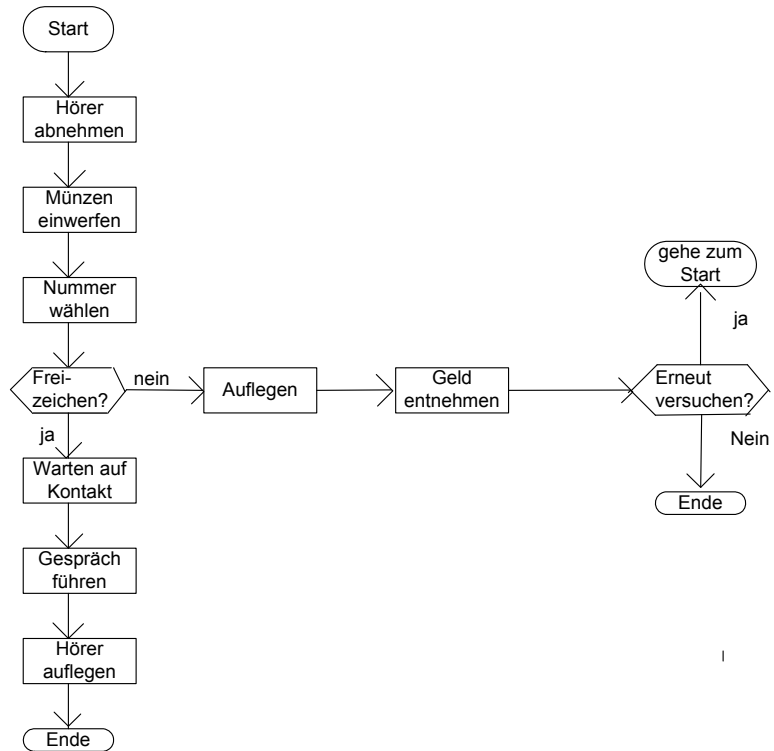 Start
Hörer
abnehmen
Münzen
einwerfen
Nummer
wählen
Frei-
zeichen?
nein
Auflegen
Geld
entnehmen
Erneut
versuchen?
ja
gehe zum
Start
Nein
Ende
ja
Warten auf
Kontakt
Gespräch
führen
Hörer
auflegen
Ende